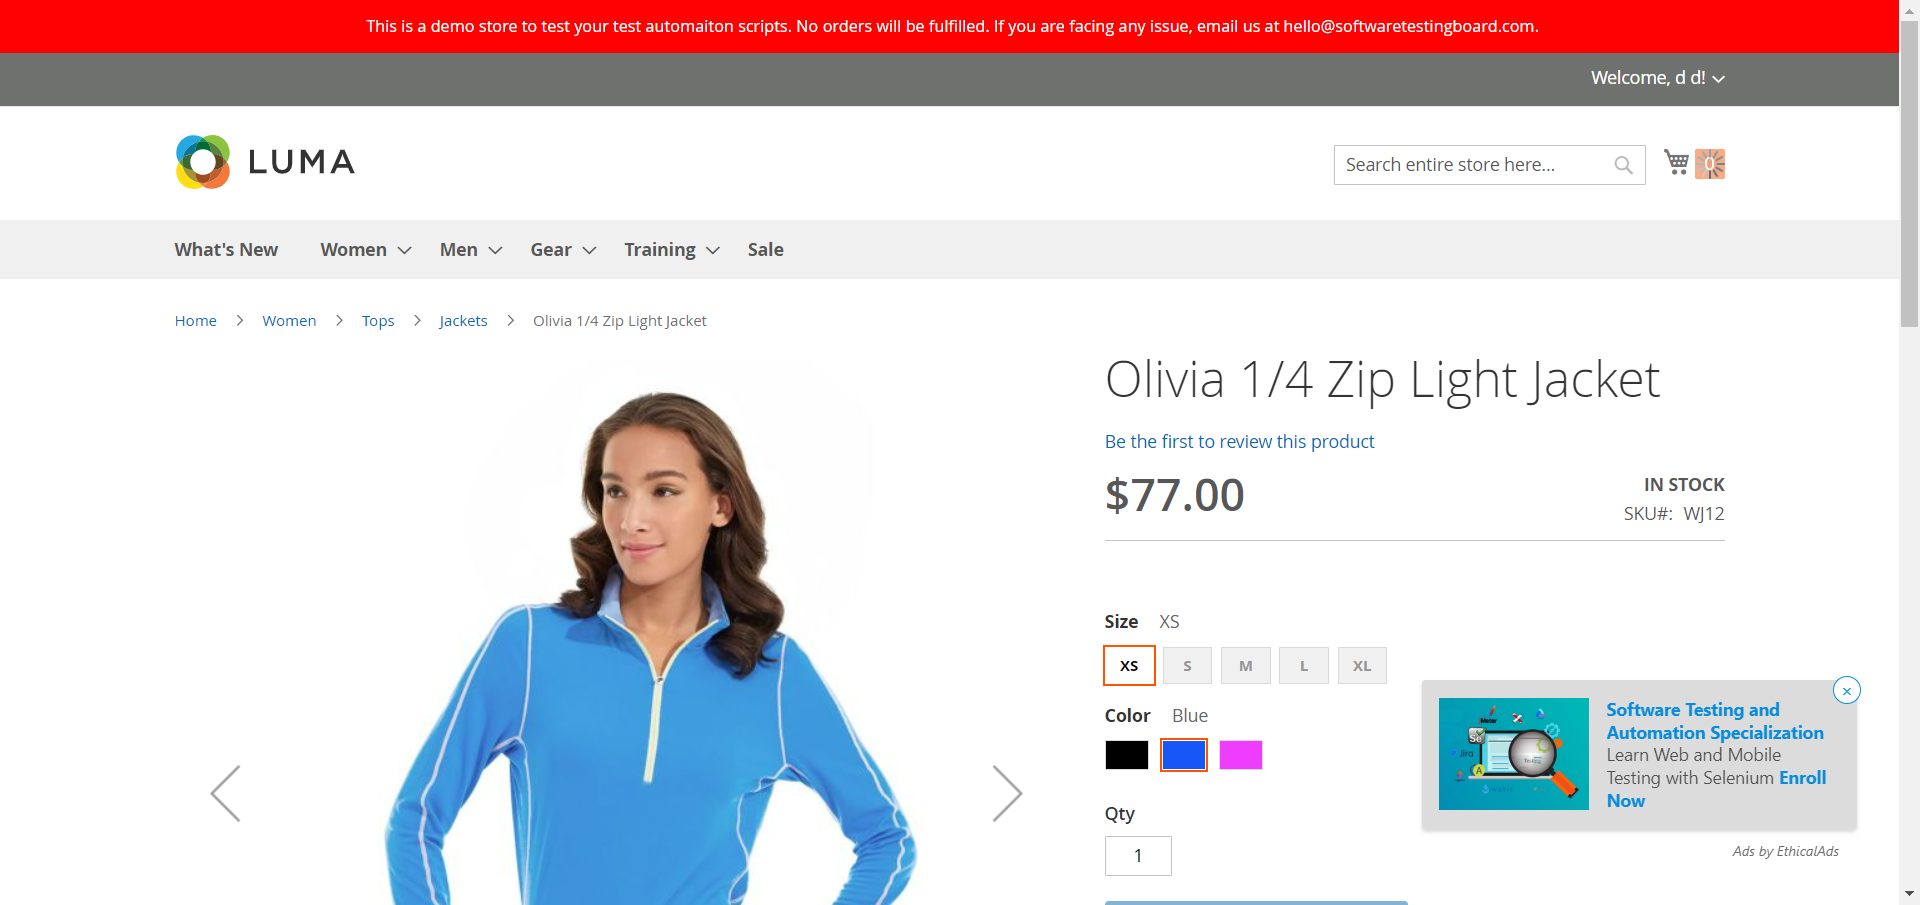 This is a demo store to test your test automaiton scripts. No orders will be fulfilled. If you are facing any issue, email us at hello@softwaretestingboard.com.
Welcome, d d!
LUMA
Search entire store here...
0
What's New Women Men Gear Training Sale
Home Women Tops Jackets Olivia 1/4 Zip Light Jacket
Olivia 1/4 Zip Light Jacket
Be the first to review this product
$77.00
IN STOCK
SKU#: WJ12
Size XS
XS S M L XL
Color Blue
Qty
1
Software Testing and
Automation Specialization
Learn Web and Mobile
Testing with Selenium Enroll
Now
Meter
Se
Jira
A
Ads by EthicalAds